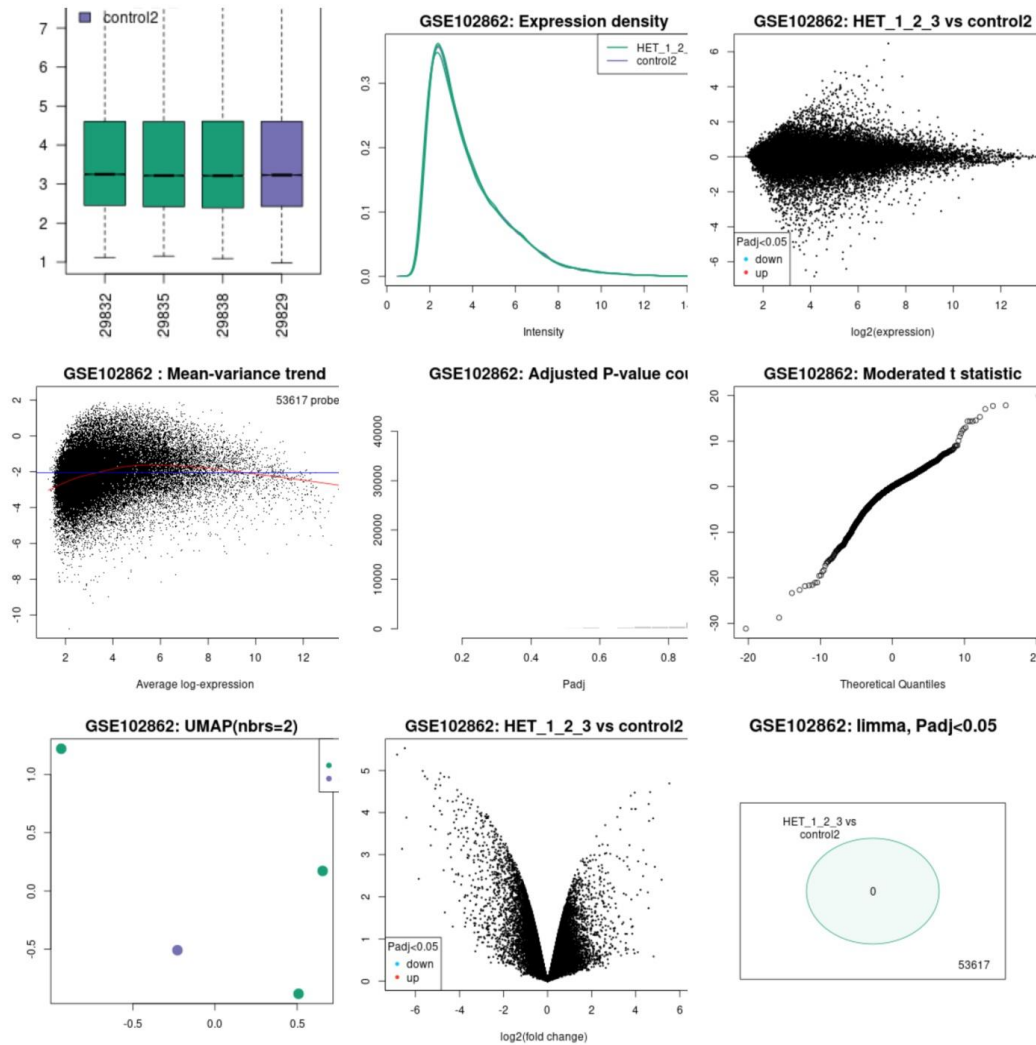 control2
7
6
5
4
3
2
1
29832
29835
29838
29829
GSE102862: Expression density
HET_1_2_
control2
0.3
0.2
0.1
0.0
0 2 4 6 8 10 12 14
Intensity
GSE102862: HET_1_2_3 vs control2
6
4
2
0
-2
-4
-6
Padj<0.05
down
up
2 4 6 8 10 12
log2(expression)
GSE102862 : Mean-variance trend
53617 probe
2
0
-2
-4
-6
-8
-10
2 4 6 8 10 12
Average log-expression
GSE102862: Adjusted P-value cou
40000
30000
20000
10000
0
0.2 0.4 0.6 0.8
Padj
GSE102862: Moderated t statistic
20
10
0
-10
-20
-30
-20 -10 0 10 20
Theoretical Quantiles
GSE102862: UMAP(nbrs=2)
1.0
0.5
0.0
-0.5
-0.5 0.0 0.5
GSE102862: HET_1_2_3 vs control2
5
4
3
2
1
0
Padj<0.05
down
up
-6 -4 -2 0 2 4 6
log2(fold change)
GSE102862: limma, Padj<0.05
HET_1_2_3 vs
control2
0
53617